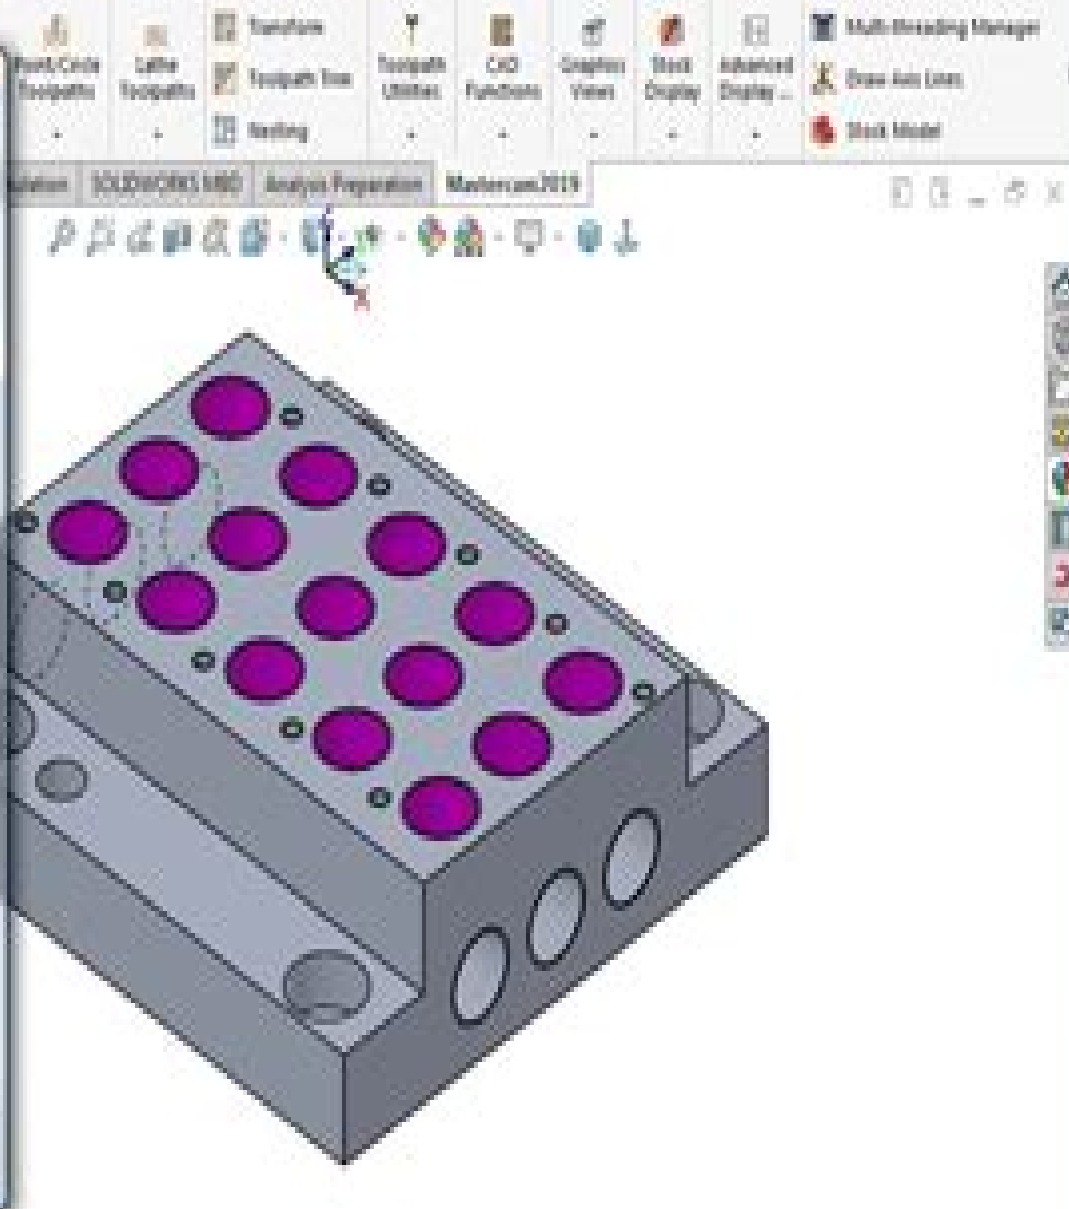 Point/Circle
Toolpaths
Lathe
Toolpaths
Transform
Toolpath Tree
Nesting
Toolpath
Utilities
CAD
Functions
Graphics
Views
Stock
Display
Advanced
Display ...
Multi-threading Manager
Draw Axis Lines
Stock Model
ulation
SOLIDWORKS MBD
Analysis Preparation
Mastercam2019
Y
X